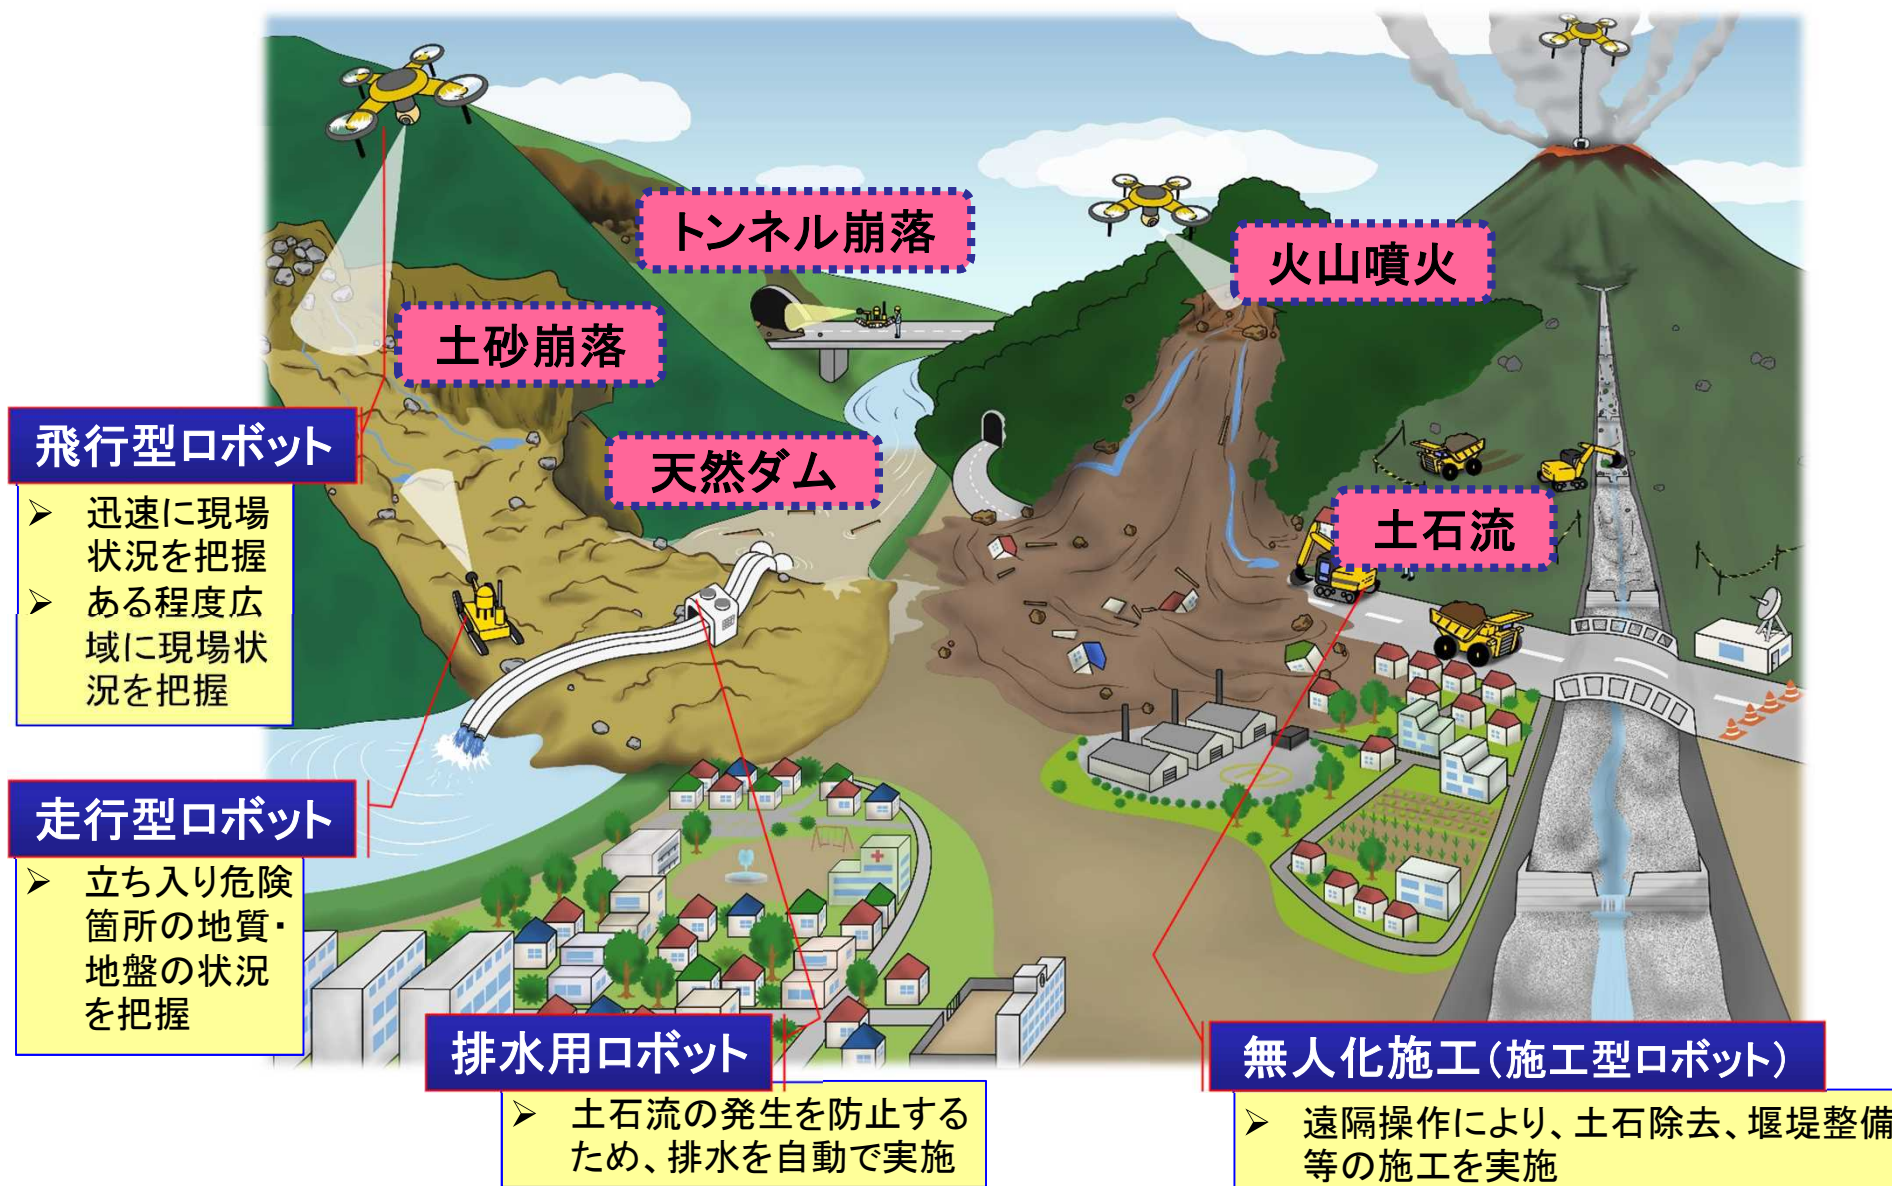 トンネル崩落
火山噴火
土砂崩落
天然ダム
土石流
飛行型ロボット
➢ 迅速に現場
状況を把握
➢ ある程度広
域に現場状
況を把握
走行型ロボット
➢ 立ち入り危険
箇所の地質・
地盤の状況
を把握
排水用ロボット
➢ 土石流の発生を防止する
ため、排水を自動で実施
無人化施工(施工型ロボット)
➢ 遠隔操作により、土石除去、堰堤整備
等の施工を実施